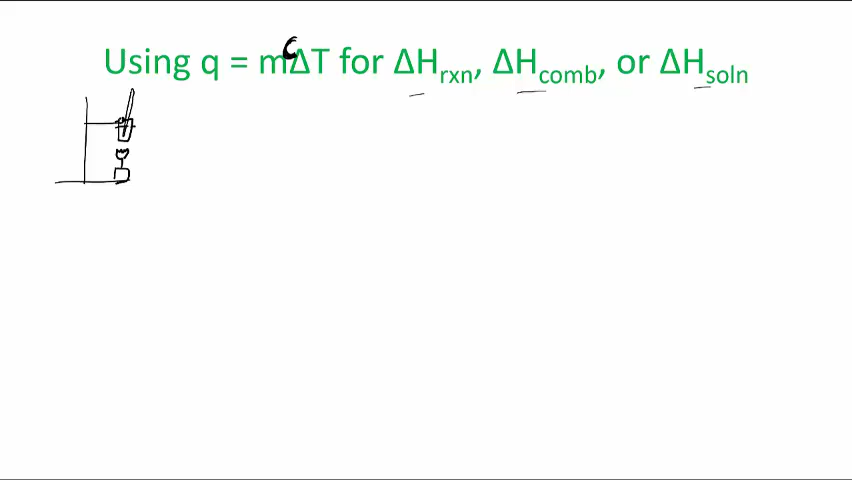 Using q = mcΔT for ΔHrxn, ΔHcomb, or ΔHsoln